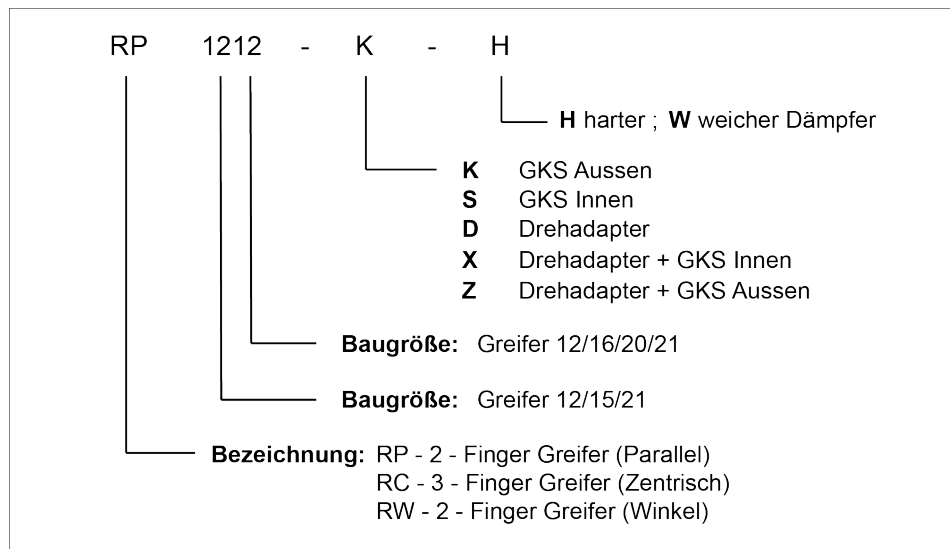 RP 1212 - K - H
H harter ; W weicher Dämpfer
K GKS Aussen
S GKS Innen
D Drehadapter
X Drehadapter + GKS Innen
Z Drehadapter + GKS Aussen
Baugröße: Greifer 12/16/20/21
Baugröße: Greifer 12/15/21
Bezeichnung: RP - 2 - Finger Greifer (Parallel)
RC - 3 - Finger Greifer (Zentrisch)
RW - 2 - Finger Greifer (Winkel)